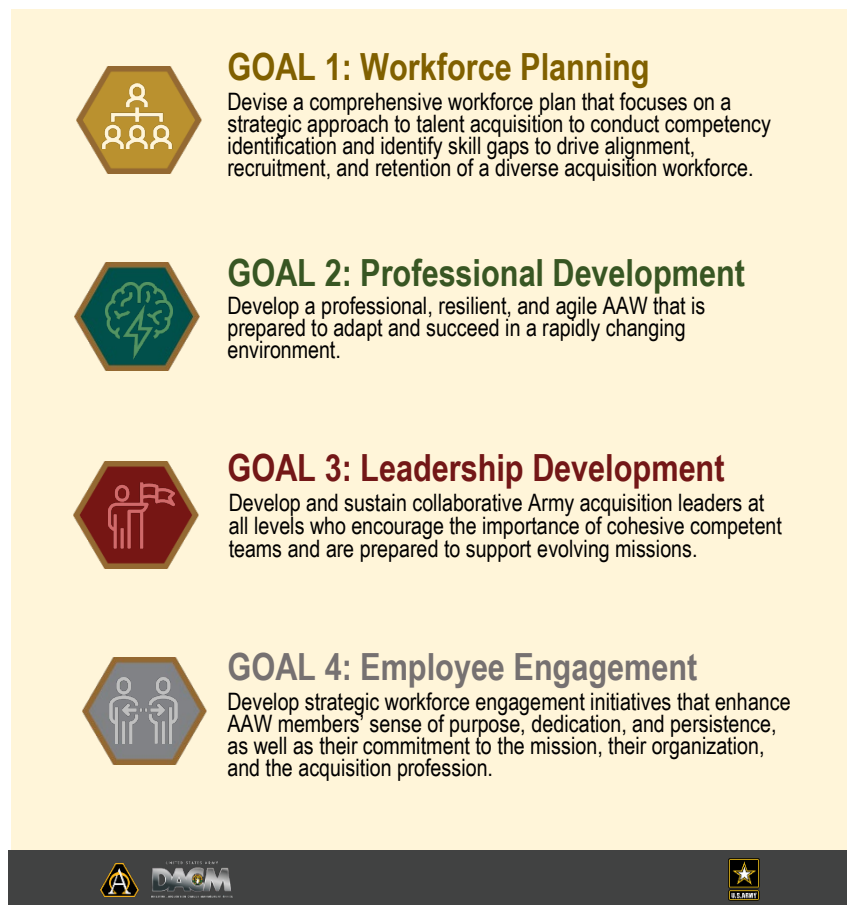 GOAL 1: Workforce Planning
Devise a comprehensive workforce plan that focuses on a
strategic approach to talent acquisition to conduct competency
identification and identify skill gaps to drive alignment,
recruitment, and retention of a diverse acquisition workforce.
GOAL 2: Professional Development
Develop a professional, resilient, and agile AAW that is
prepared to adapt and succeed in a rapidly changing
environment.
GOAL 3: Leadership Development
Develop and sustain collaborative Army acquisition leaders at
all levels who encourage the importance of cohesive competent
teams and are prepared to support evolving missions.
GOAL 4: Employee Engagement
Develop strategic workforce engagement initiatives that enhance
AAW members’ sense of purpose, dedication, and persistence,
as well as their commitment to the mission, their organization,
and the acquisition profession.
A
UNITED STATES ARMY
DACM
U.S.ARMY